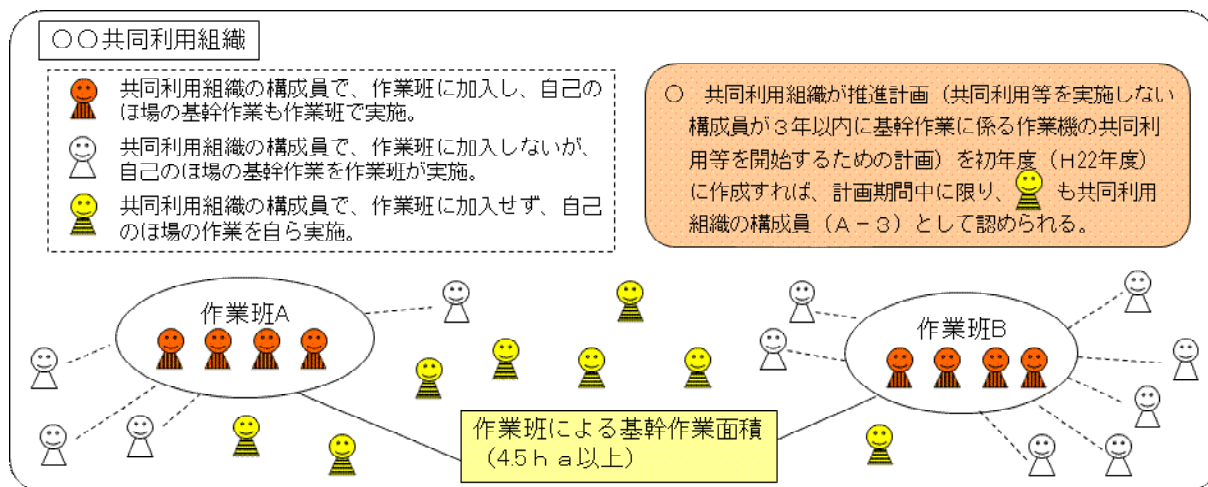 〇〇共同利用組織
共同利用組織の構成員で、作業班に加入し、自己の
ほ場の基幹作業も作業班で実施。
共同利用組織の構成員で、作業班に加入しないが、
自己のほ場の基幹作業を作業班が実施。
共同利用組織の構成員で、作業班に加入せず、自己
のほ場の作業を自ら実施。
○ 共同利用組織が推進計画（共同利用等を実施しない
構成員が３年以内に基幹作業に係る作業機の共同利
用等を開始するための計画）を初年度（H22年度）
に作成すれば、計画期間中に限り、 も共同利用
組織の構成員（A－3）として認められる。
作業班A
作業班B
作業班による基幹作業面積
（4.5ｈａ以上）